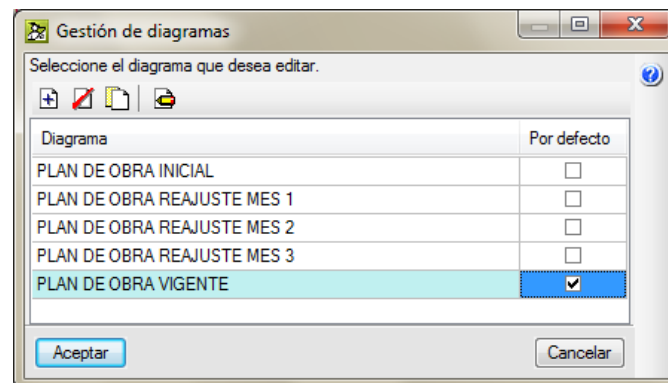 Gestión de diagramas
Seleccione el diagrama que desea editar.
Diagrama Por defecto
PLAN DE OBRA INICIAL
PLAN DE OBRA REAJUSTE MES 1
PLAN DE OBRA REAJUSTE MES 2
PLAN DE OBRA REAJUSTE MES 3
PLAN DE OBRA VIGENTE
Aceptar Cancelar